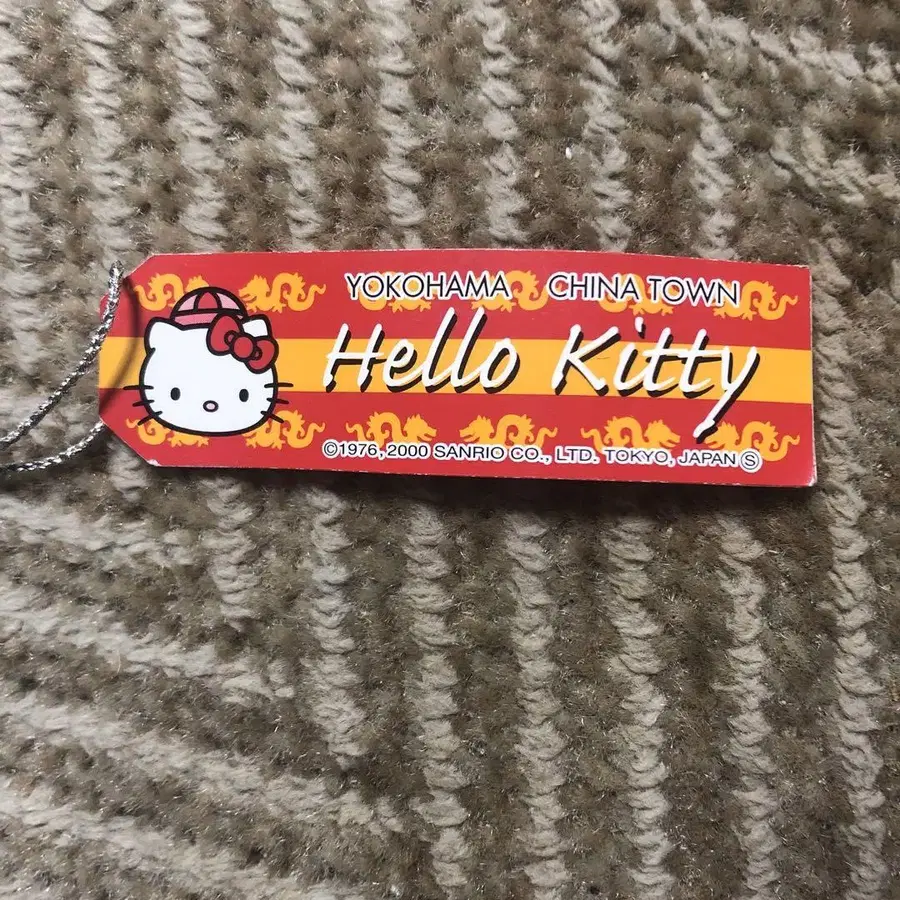 YOKOHAMA CHINA TOWN
Hello Kitty
©1976, 2000 SANRIO CO., LTD. TOKYO, JAPAN Ⓢ